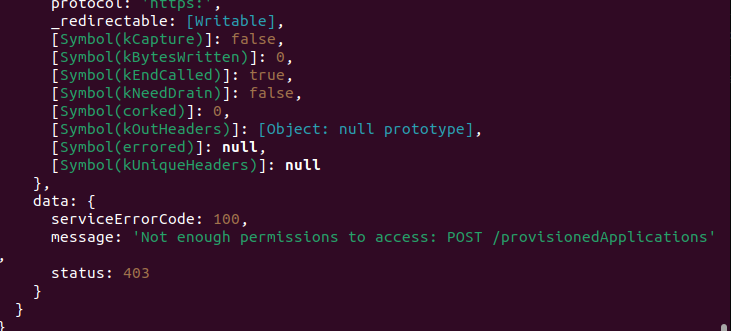 protocol: 'https:',
_redirectable: [Writable],
[Symbol(kCapture)]: false,
[Symbol(kBytesWritten)]: 0,
[Symbol(kEndCalled)]: true,
[Symbol(kNeedDrain)]: false,
[Symbol(corked)]: 0,
[Symbol(kOutHeaders)]: [Object: null prototype],
[Symbol(errored)]: null,
[Symbol(kUniqueHeaders)]: null
},
data: {
serviceErrorCode: 100,
message: 'Not enough permissions to access: POST /provisionedApplications'
,
status: 403
}
}
}